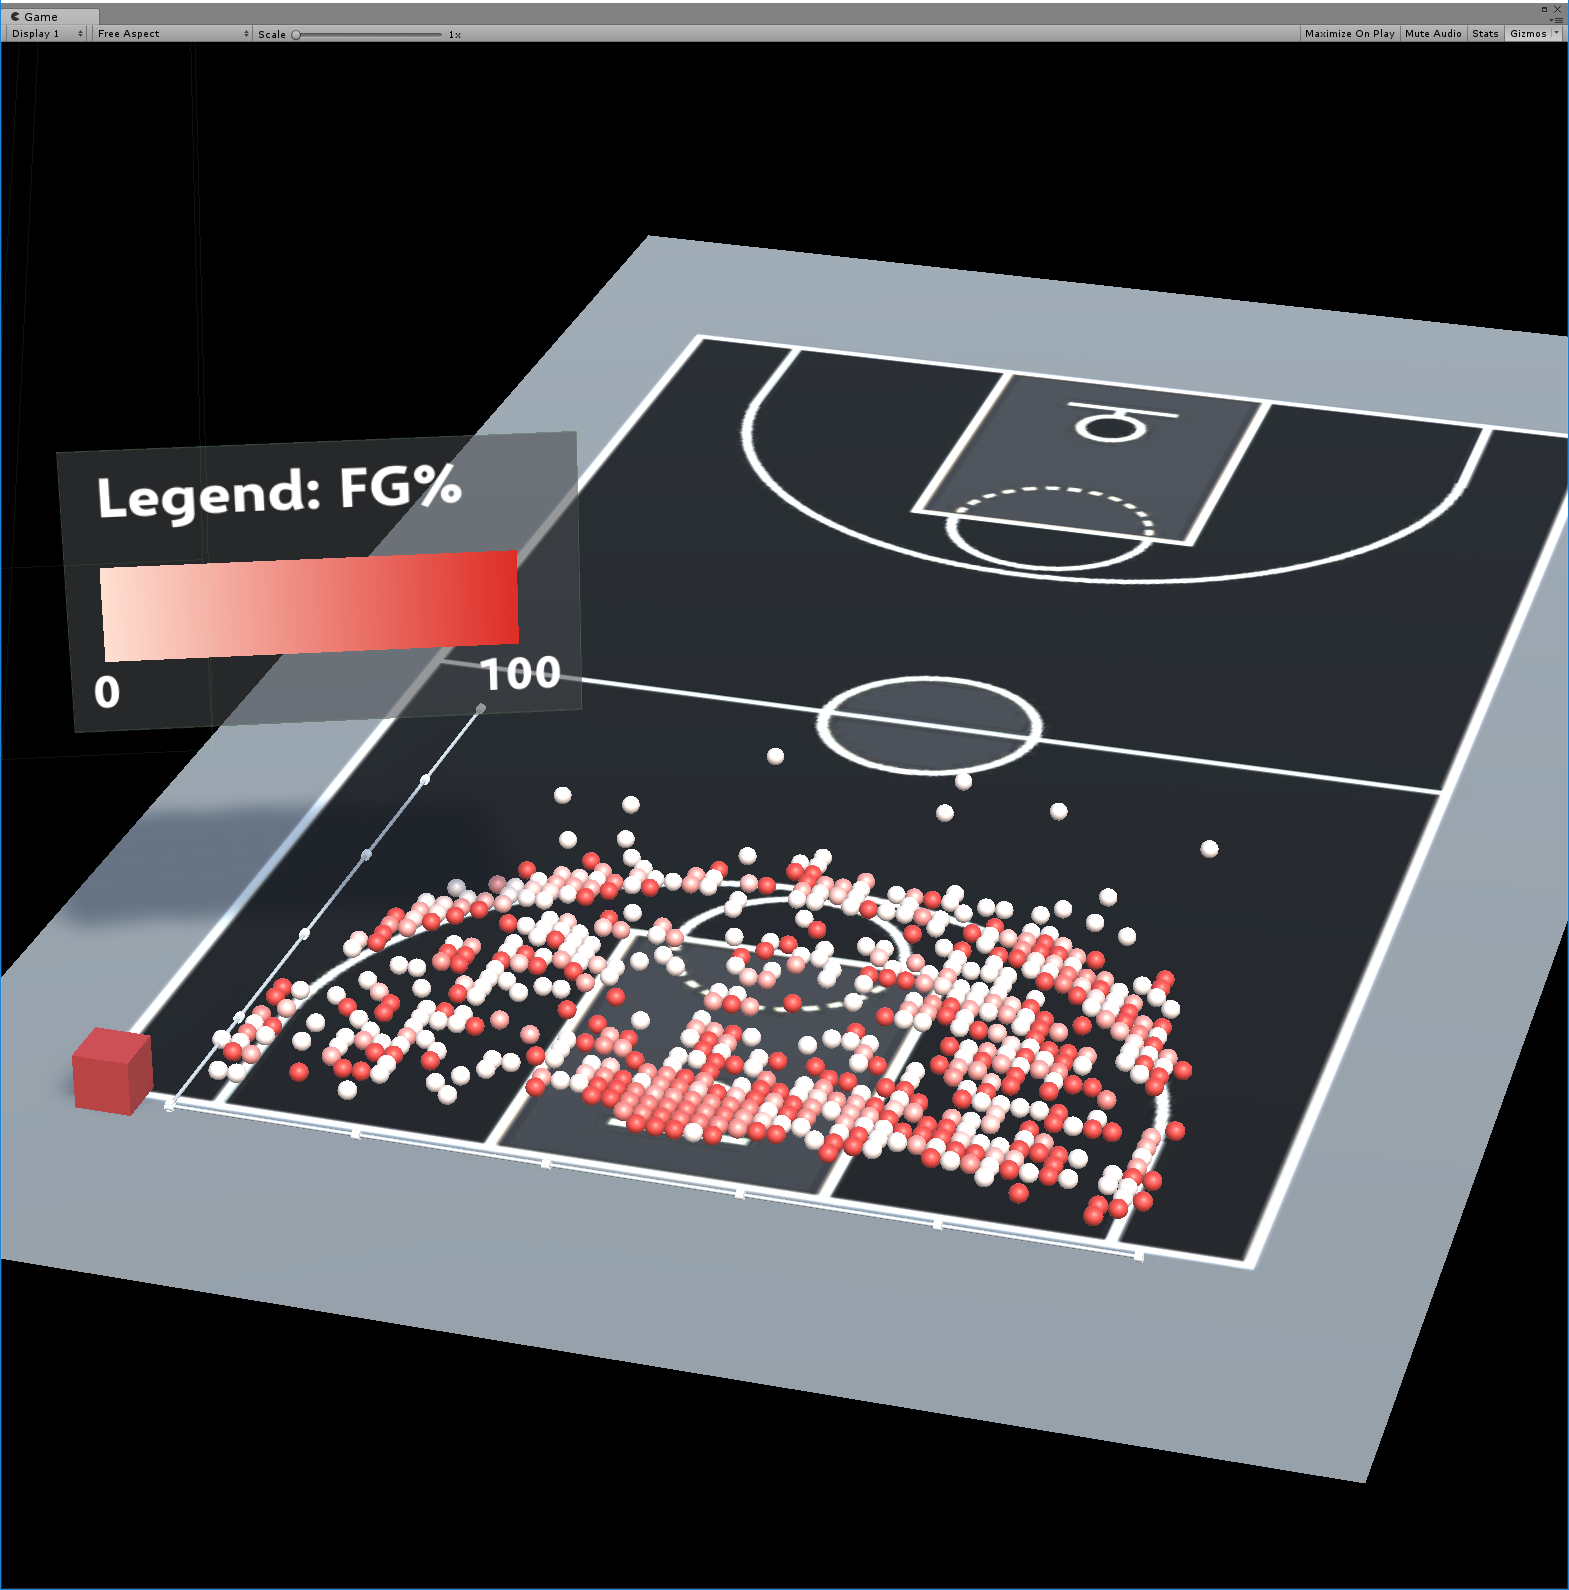 Game
Display 1 Free Aspect Scale 1x Maximize On Play Mute Audio Stats Gizmos
Legend: FG%
0 100